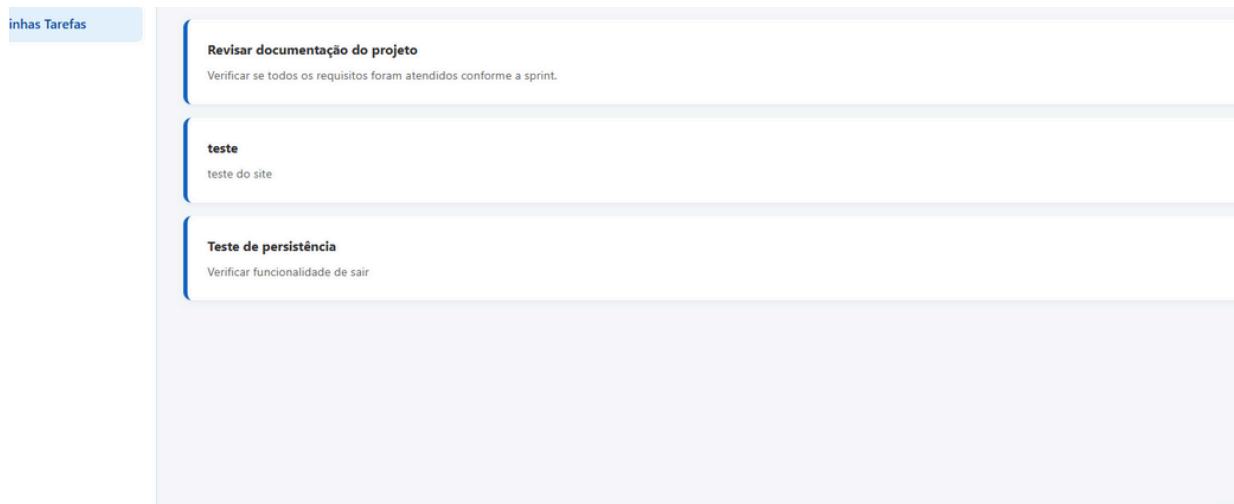 inhas Tarefas
Revisar documentação do projeto
Verificar se todos os requisitos foram atendidos conforme a sprint.
teste
teste do site
Teste de persistência
Verificar funcionalidade de sair